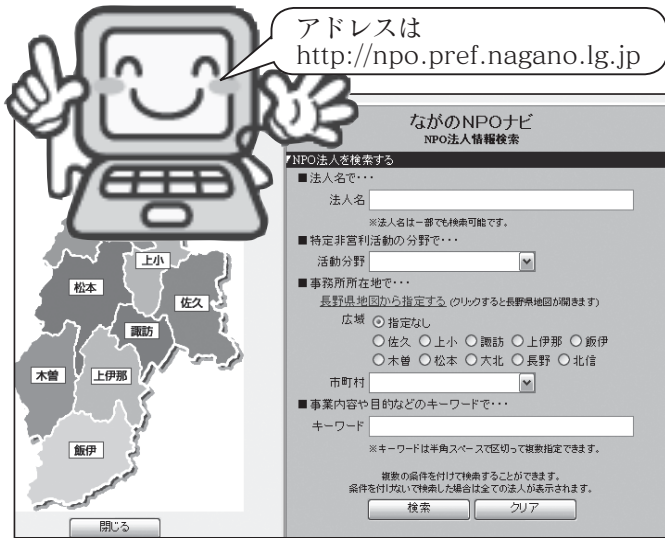 アドレスは
http://npo.pref.nagano.lg.jp
ながのNPOナビ
NPO法人情報検索
▼NPO法人を検索する
■法人名で・・・
法人名
※法人名は一部でも検索可能です。
■特定非営利活動の分野で・・・
活動分野
■事務所所在地で・・・
長野県地図から指定する (クリックすると長野県地図が開きます)
広域 指定なし
佐久 上小 諏訪 上伊那 飯伊
木曽 松本 大北 長野 北信
市町村
■事業内容や目的などのキーワードで・・・
キーワード
※キーワードは半角スペースで区切って複数指定できます。
複数の条件を付けて検索することができます。
条件を付けないで検索した場合は全ての法人が表示されます。
検索 クリア
上小
松本
佐久
諏訪
木曽
上伊那
飯伊
閉じる